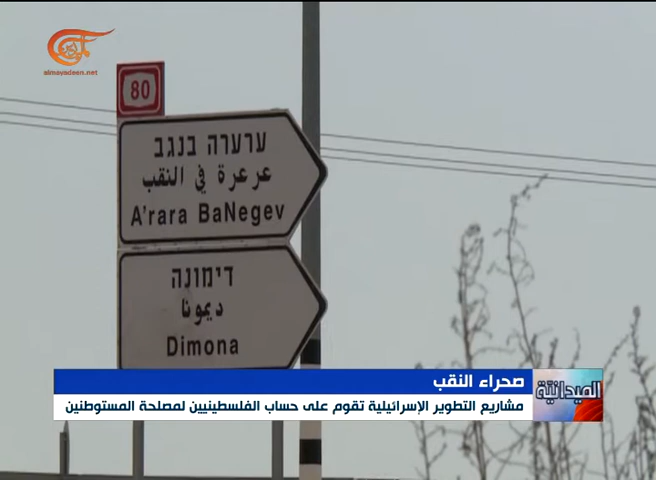 almayadeen.net
80
ערערה בנגב
عرعرة في النقب
A'rara BaNegev
דימונה
ديمونا
Dimona
صحراء النقب
الميدانيّة
مشاريع التطوير الإسرائيلية تقوم على حساب الفلسطينيين لمصلحة المستوطنين